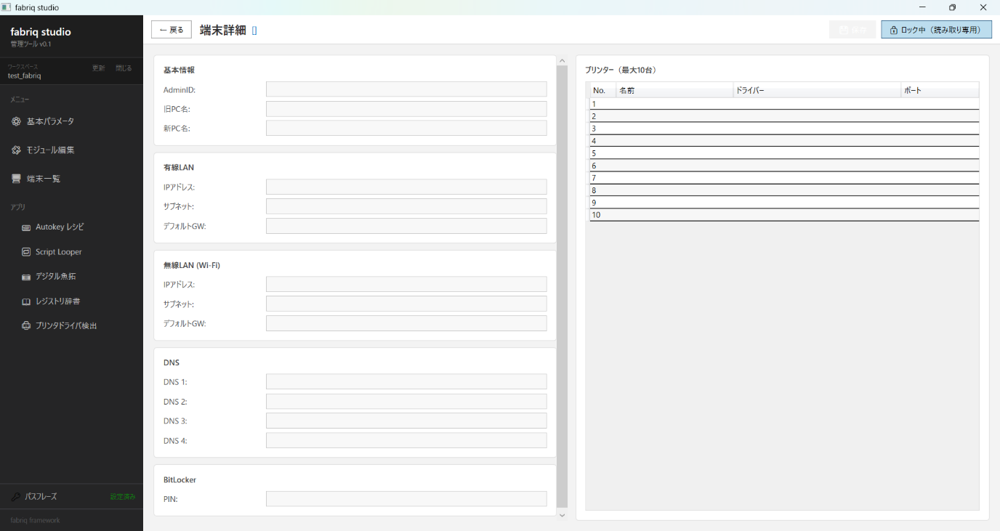 fabriq studio
fabriq studio
管理ツール v0.1
ワークスペース
更新 閉じる
test_fabriq
メニュー
基本パラメータ
モジュール編集
端末一覧
アプリ
Autokey レシピ
Script Looper
デジタル魚拓
レジストリ辞書
プリンタドライバ検出
パスフレーズ 設定済み
fabriq framework
← 戻る 端末詳細 []
保存
ロック中（読み取り専用）
基本情報
AdminID:
旧PC名:
新PC名:
有線LAN
IPアドレス:
サブネット:
デフォルトGW:
無線LAN (Wi-Fi)
IPアドレス:
サブネット:
デフォルトGW:
DNS
DNS 1:
DNS 2:
DNS 3:
DNS 4:
BitLocker
PIN:
プリンター（最大10台）
No. 名前 ドライバー ポート
1
2
3
4
5
6
7
8
9
10